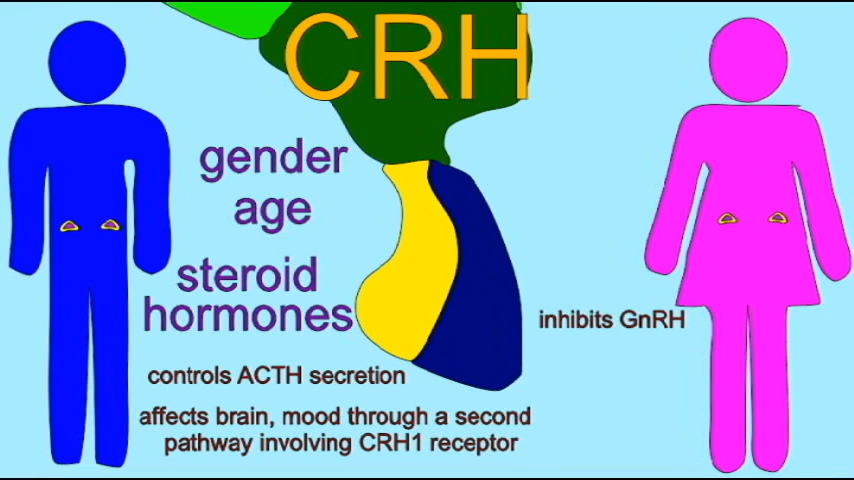 CRH
gender
age
steroid
hormones
inhibits GnRH
controls ACTH secretion
affects brain, mood through a second
pathway involving CRH1 receptor